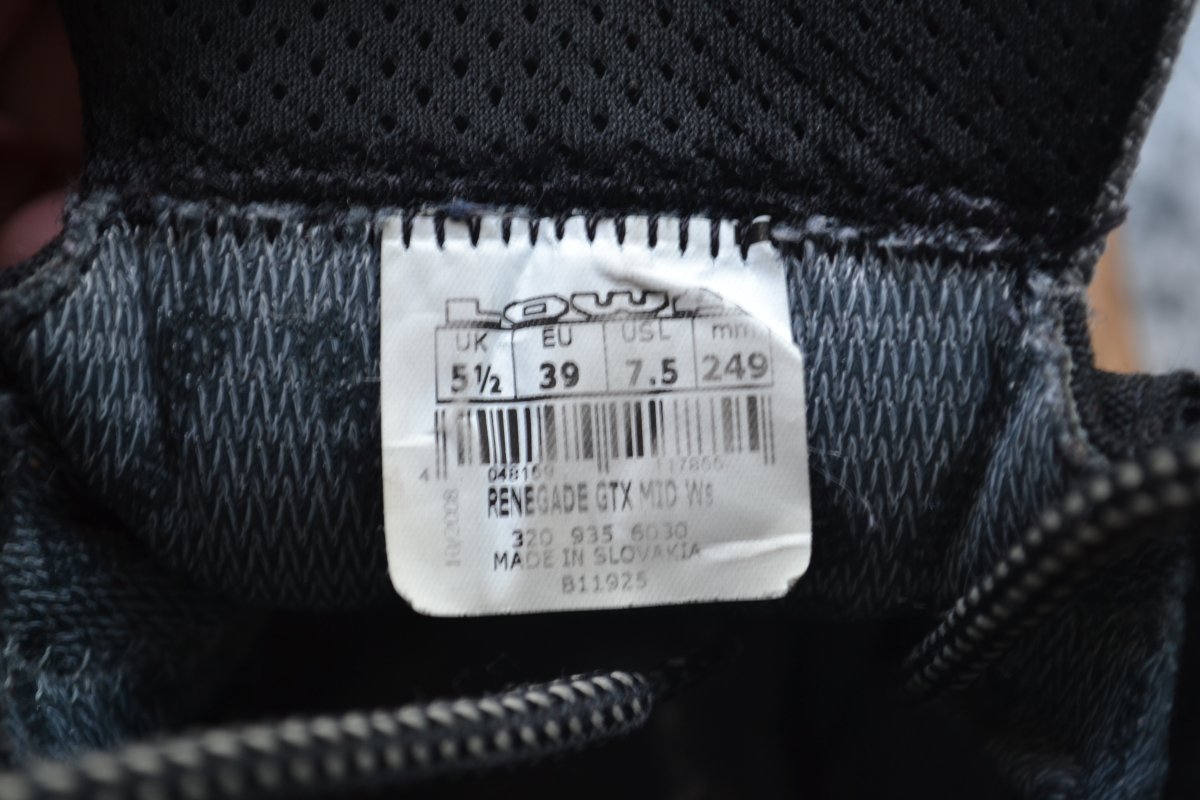 LOWA
UK EU USL mm
5½ 39 7.5 249
4 048169 117866
RENEGADE GTX MID Ws
320 935 6030
MADE IN SLOVAKIA
B11925
10/2008